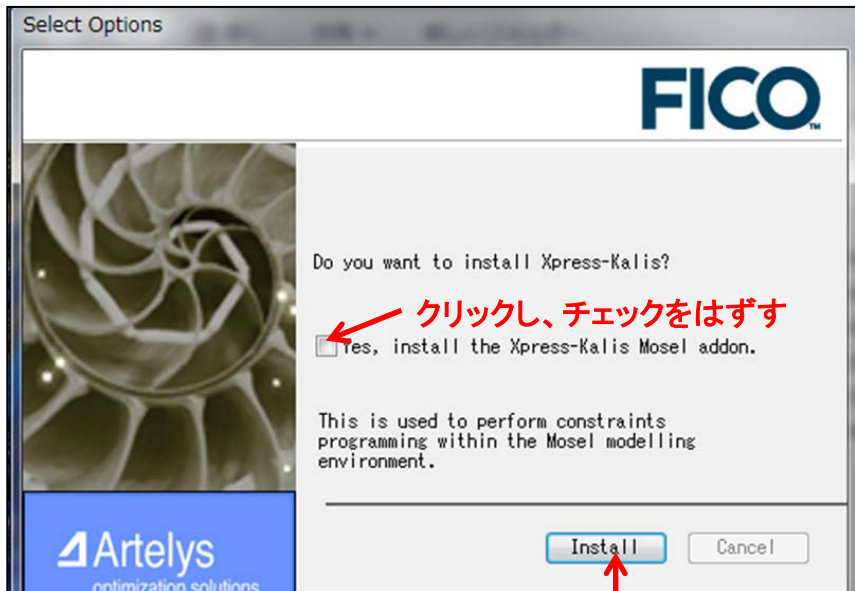 Select Options
FICO™
Do you want to install Xpress-Kalis?
クリックし、チェックをはずす
Yes, install the Xpress-Kalis Mosel addon.
This is used to perform constraints
programming within the Mosel modelling
environment.
Artelys
optimization solutions
Install
Cancel